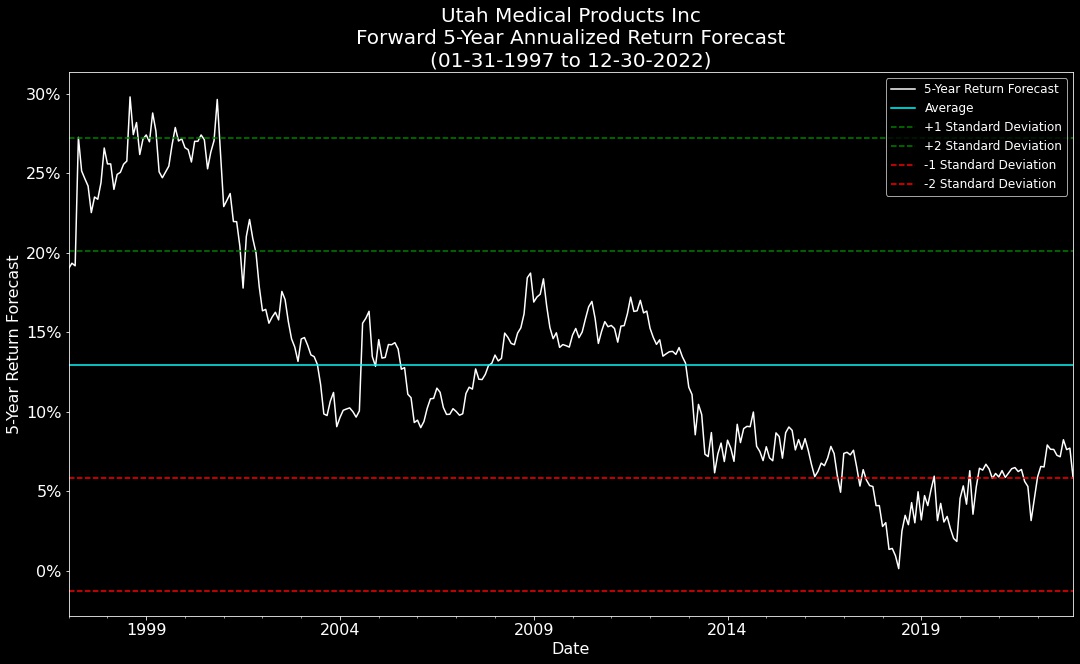 Utah Medical Products Inc
Forward 5-Year Annualized Return Forecast
(01-31-1997 to 12-30-2022)
5-Year Return Forecast
Average
+1 Standard Deviation
+2 Standard Deviation
-1 Standard Deviation
-2 Standard Deviation
30%
25%
20%
15%
10%
5%
0%
5-Year Return Forecast
1999
2004
2009
2014
2019
Date